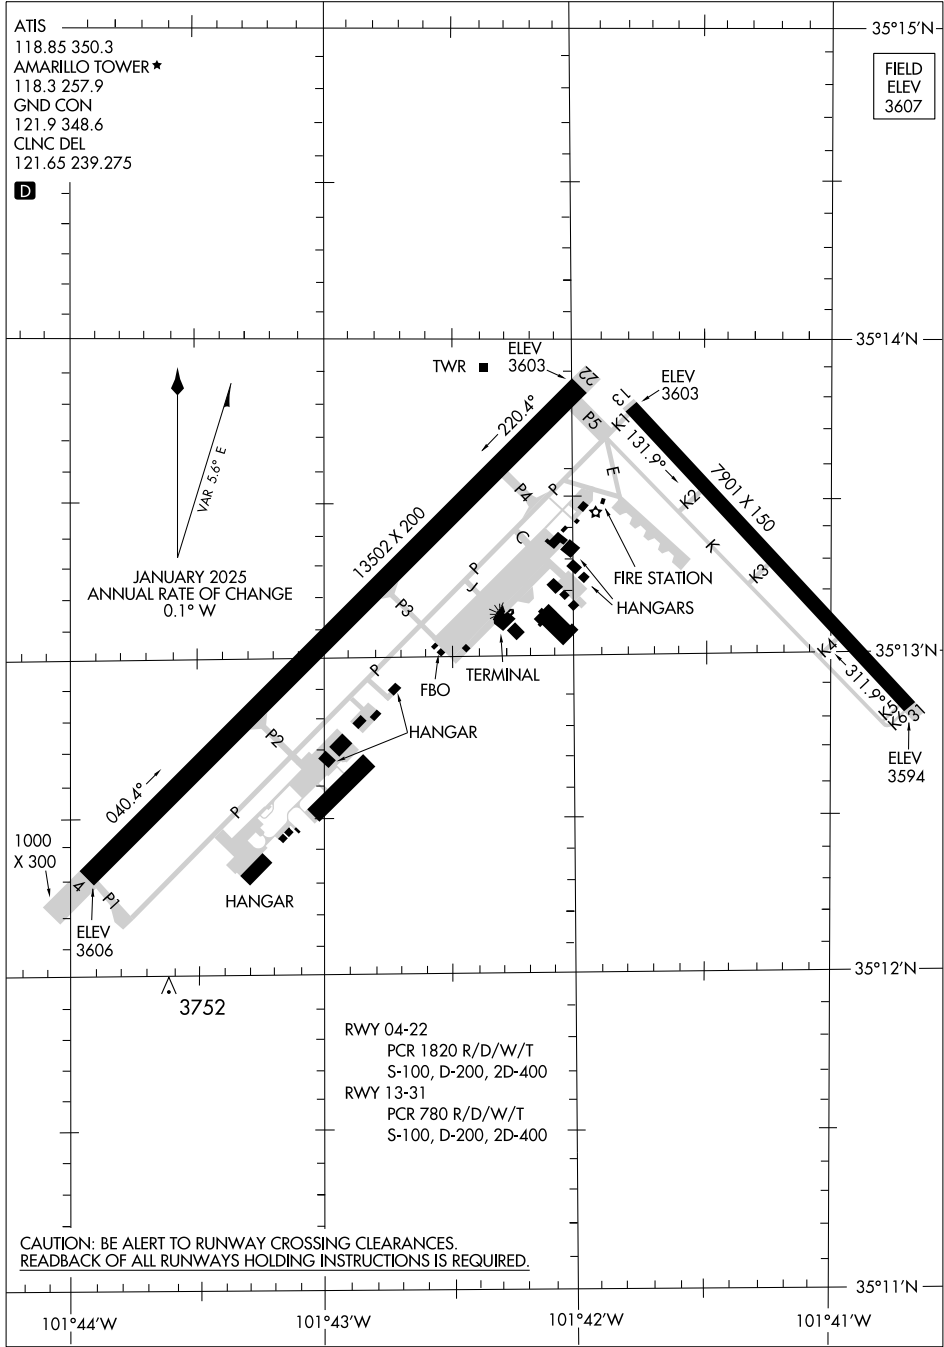 ATIS
118.85 350.3
AMARILLO TOWER★
118.3 257.9
GND CON
121.9 348.6
CLNC DEL
121.65 239.275
D
35°15'N
FIELD
ELEV
3607
35°14'N
TWR
ELEV
3603
22
13
ELEV
3603
220.4°
P5
K1
131.9°
VAR 5.6° E
E
K2
7901 X 150
P4
P
13502 X 200
C
K
JANUARY 2025
ANNUAL RATE OF CHANGE
0.1° W
P
J
FIRE STATION
K3
P3
HANGARS
35°13'N
K4
P
FBO
TERMINAL
311.9°
K5
K6
31
P2
HANGAR
ELEV
3594
040.4°
P
1000
X 300
4
P1
HANGAR
ELEV
3606
35°12'N
3752
RWY 04-22
PCR 1820 R/D/W/T
S-100, D-200, 2D-400
RWY 13-31
PCR 780 R/D/W/T
S-100, D-200, 2D-400
CAUTION: BE ALERT TO RUNWAY CROSSING CLEARANCES.
READBACK OF ALL RUNWAYS HOLDING INSTRUCTIONS IS REQUIRED.
35°11'N
101°44'W
101°43'W
101°42'W
101°41'W